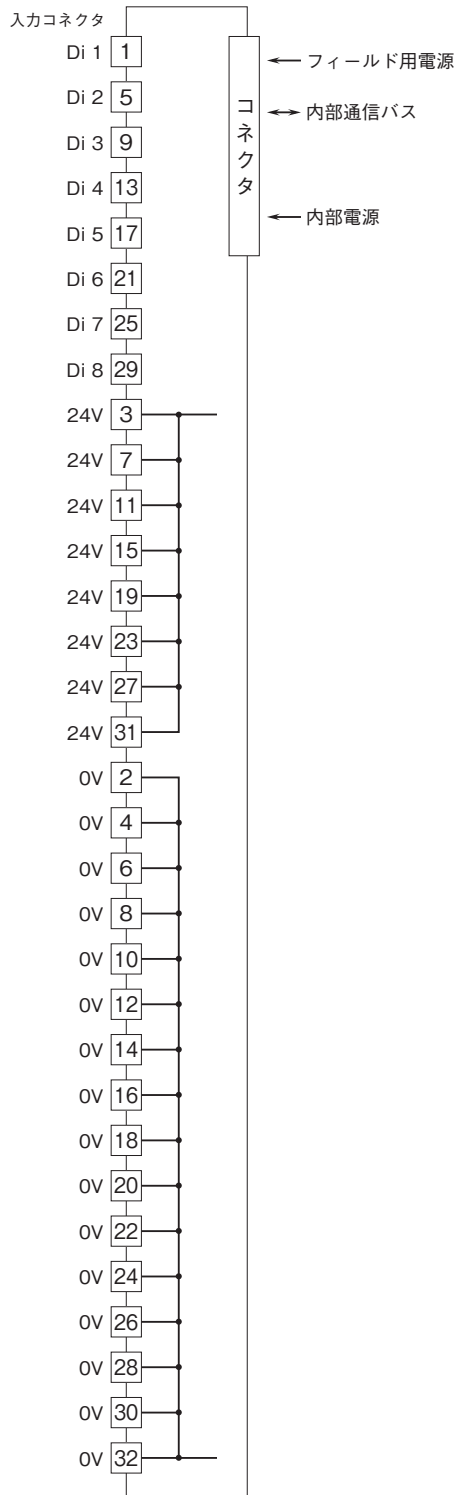 入力コネクタ
Di 1 1
Di 2 5
Di 3 9
Di 4 13
Di 5 17
Di 6 21
Di 7 25
Di 8 29
24V 3
24V 7
24V 11
24V 15
24V 19
24V 23
24V 27
24V 31
0V 2
0V 4
0V 6
0V 8
0V 10
0V 12
0V 14
0V 16
0V 18
0V 20
0V 22
0V 24
0V 26
0V 28
0V 30
0V 32
コネクタ
フィールド用電源
内部通信バス
内部電源